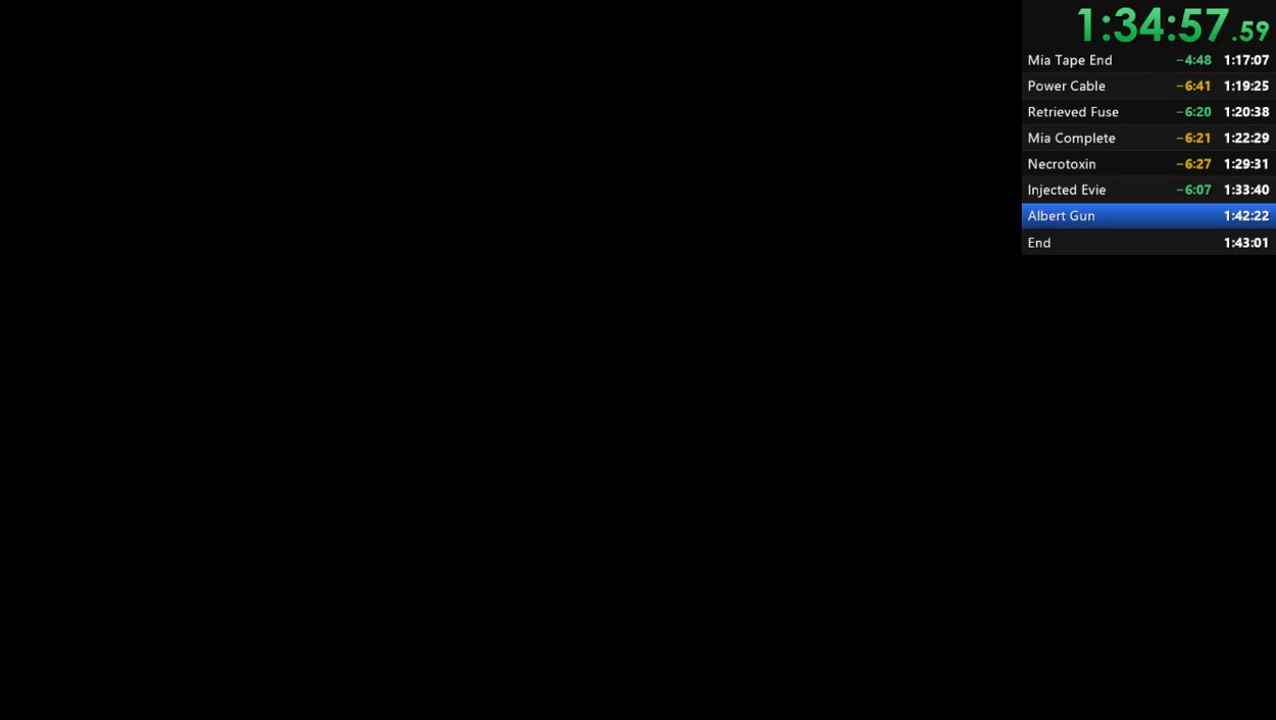 1:34:57.59
Mia Tape End -4:48 1:17:07
Power Cable -6:41 1:19:25
Retrieved Fuse -6:20 1:20:38
Mia Complete -6:21 1:22:29
Necrotoxin -6:27 1:29:31
Injected Evie -6:07 1:33:40
Albert Gun 1:42:22
End 1:43:01